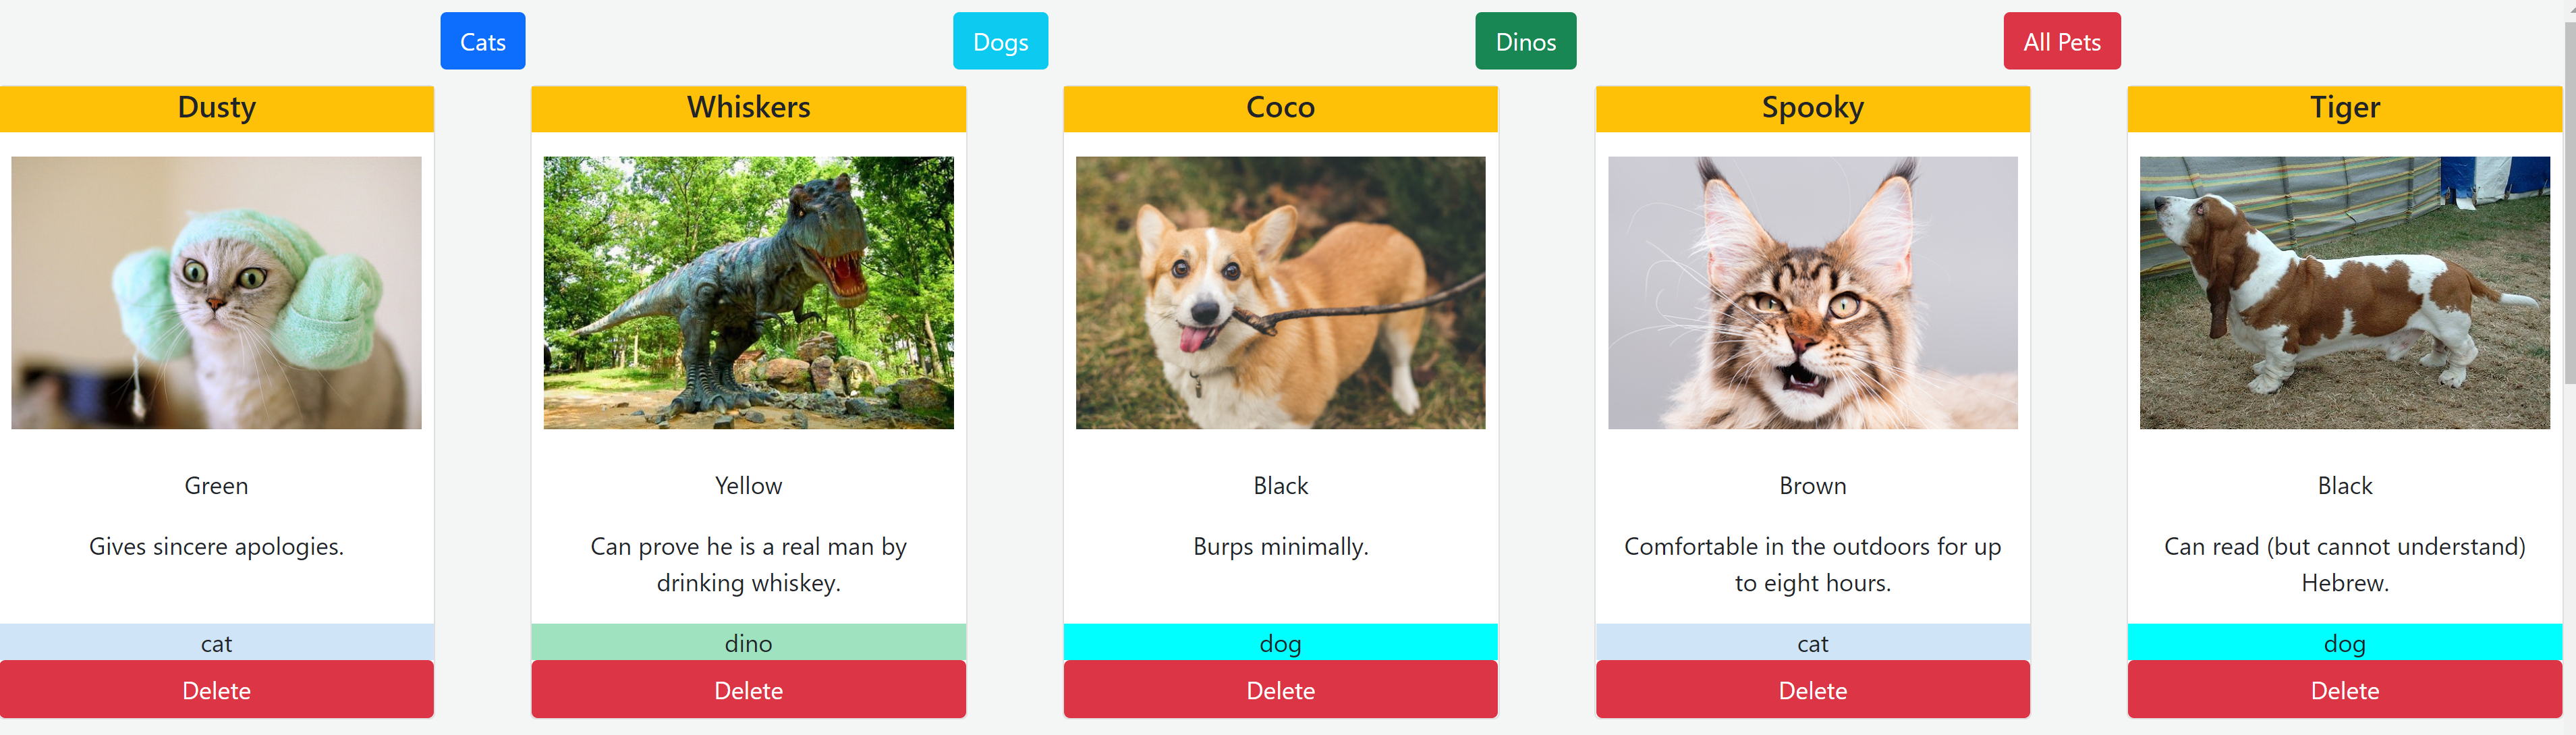 Cats
Dogs
Dinos
All Pets
Dusty
Green
Gives sincere apologies.
cat
Delete
Whiskers
Yellow
Can prove he is a real man by
drinking whiskey.
dino
Delete
Coco
Black
Burps minimally.
dog
Delete
Spooky
Brown
Comfortable in the outdoors for up
to eight hours.
cat
Delete
Tiger
Black
Can read (but cannot understand)
Hebrew.
dog
Delete